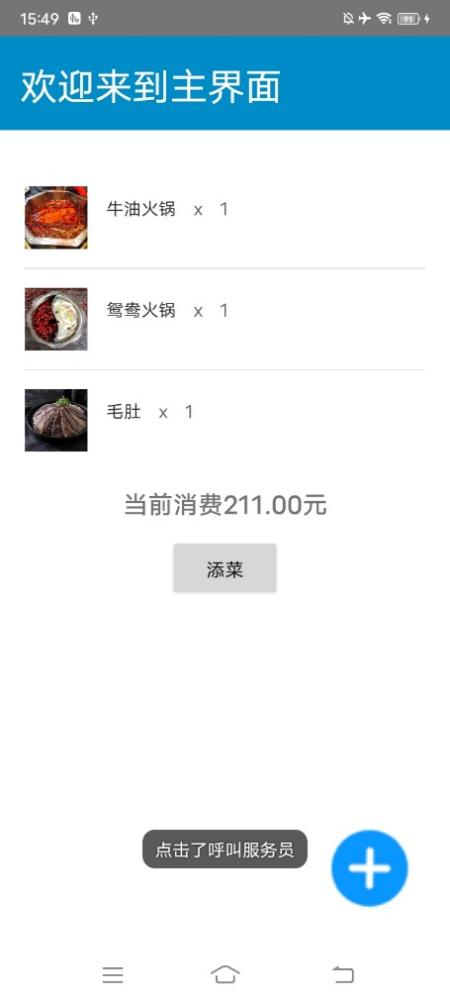 15:49
91
欢迎来到主界面
牛油火锅 x 1
鸳鸯火锅 x 1
毛肚 x 1
当前消费211.00元
添菜
点击了呼叫服务员